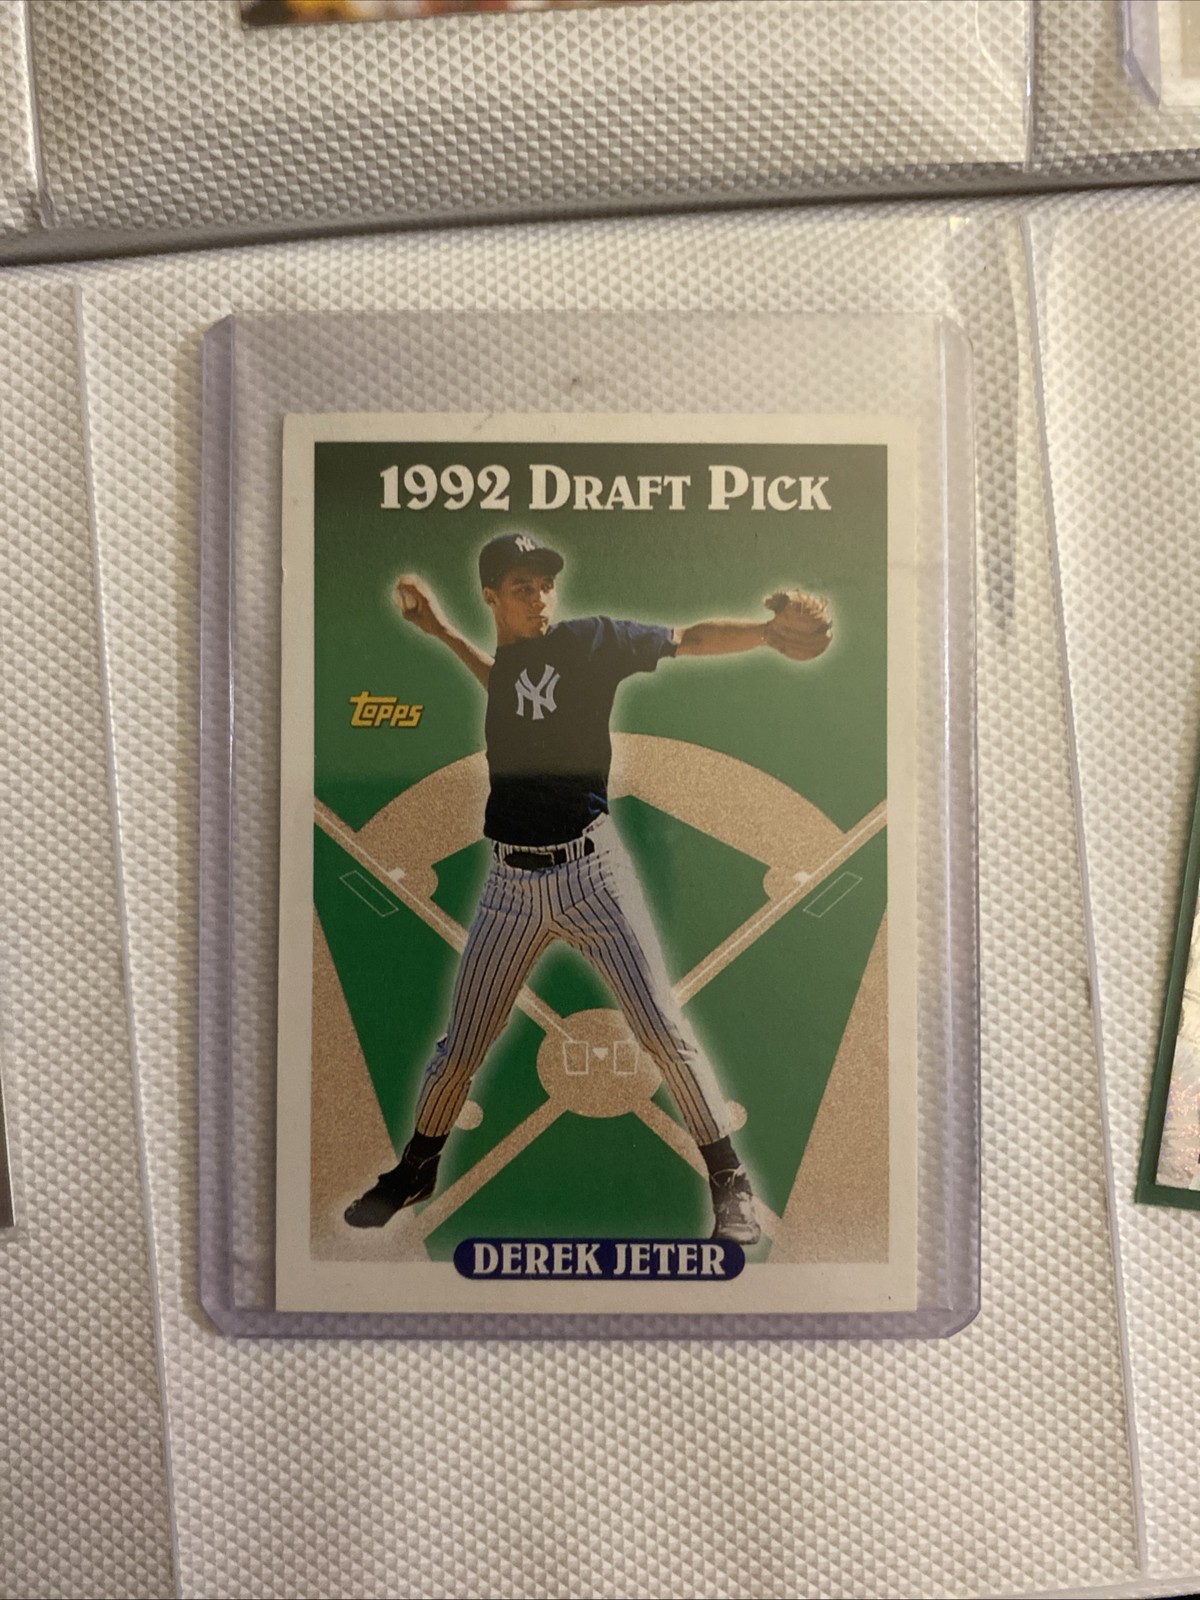 1992 DRAFT PICK
NY
NY
TOPPS
DEREK JETER